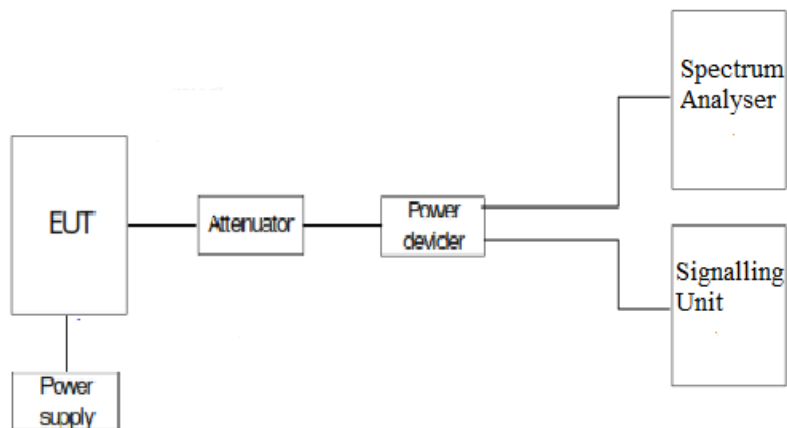 Spectrum
Analyser
EUT
Attenuator
Power
devider
Signalling
Unit
Power
supply